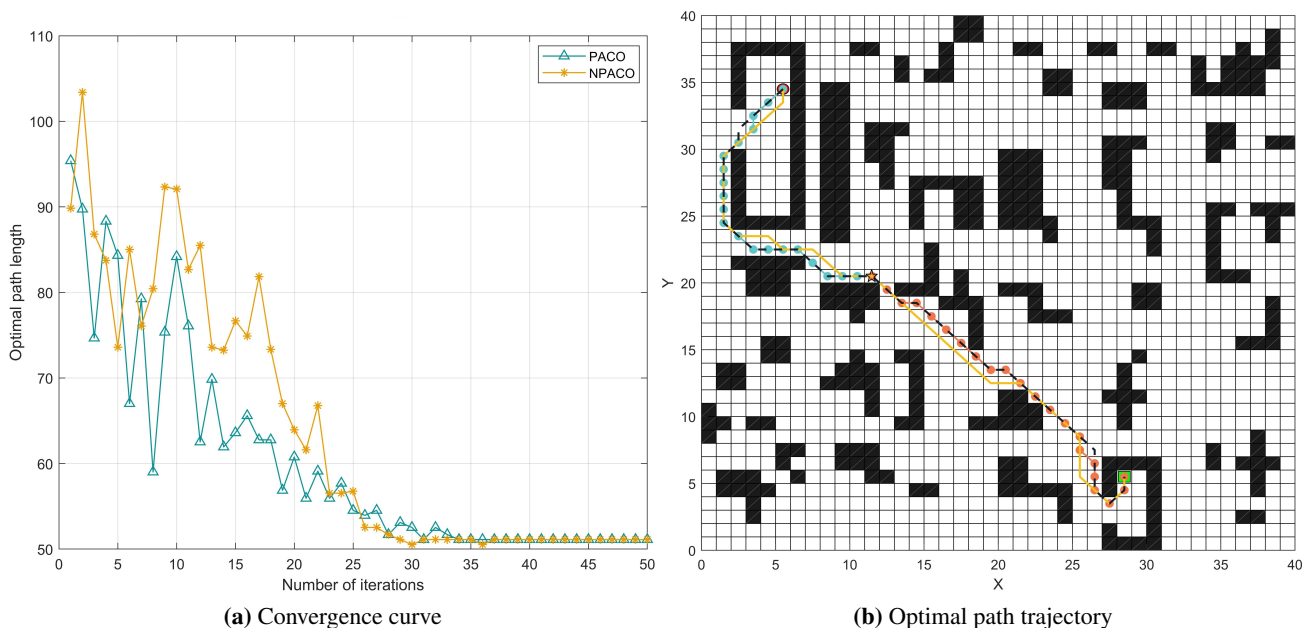 110
100
90
80
70
60
50
0 5 10 15 20 25 30 35 40 45 50
Optimal path length
Number of iterations
PACO
NPACO
(a) Convergence curve
40
35
30
25
20
15
10
5
0
0 5 10 15 20 25 30 35 40
Y
X
(b) Optimal path trajectory